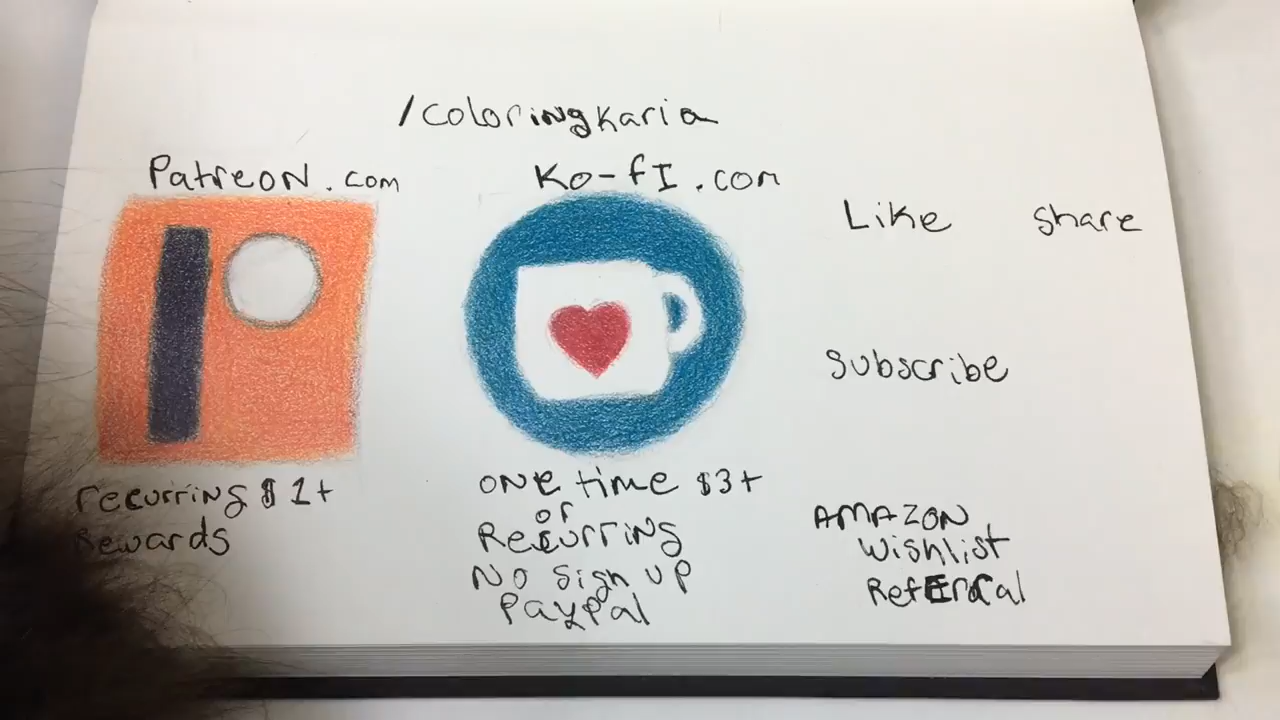 /coloringkaria
Patreon.com
Ko-fI.com
Like
share
subscribe
recurring $1+
Rewards
one time $3+
or
Recurring
No sign up
Paypal
AMAZON
wishlist
Referral